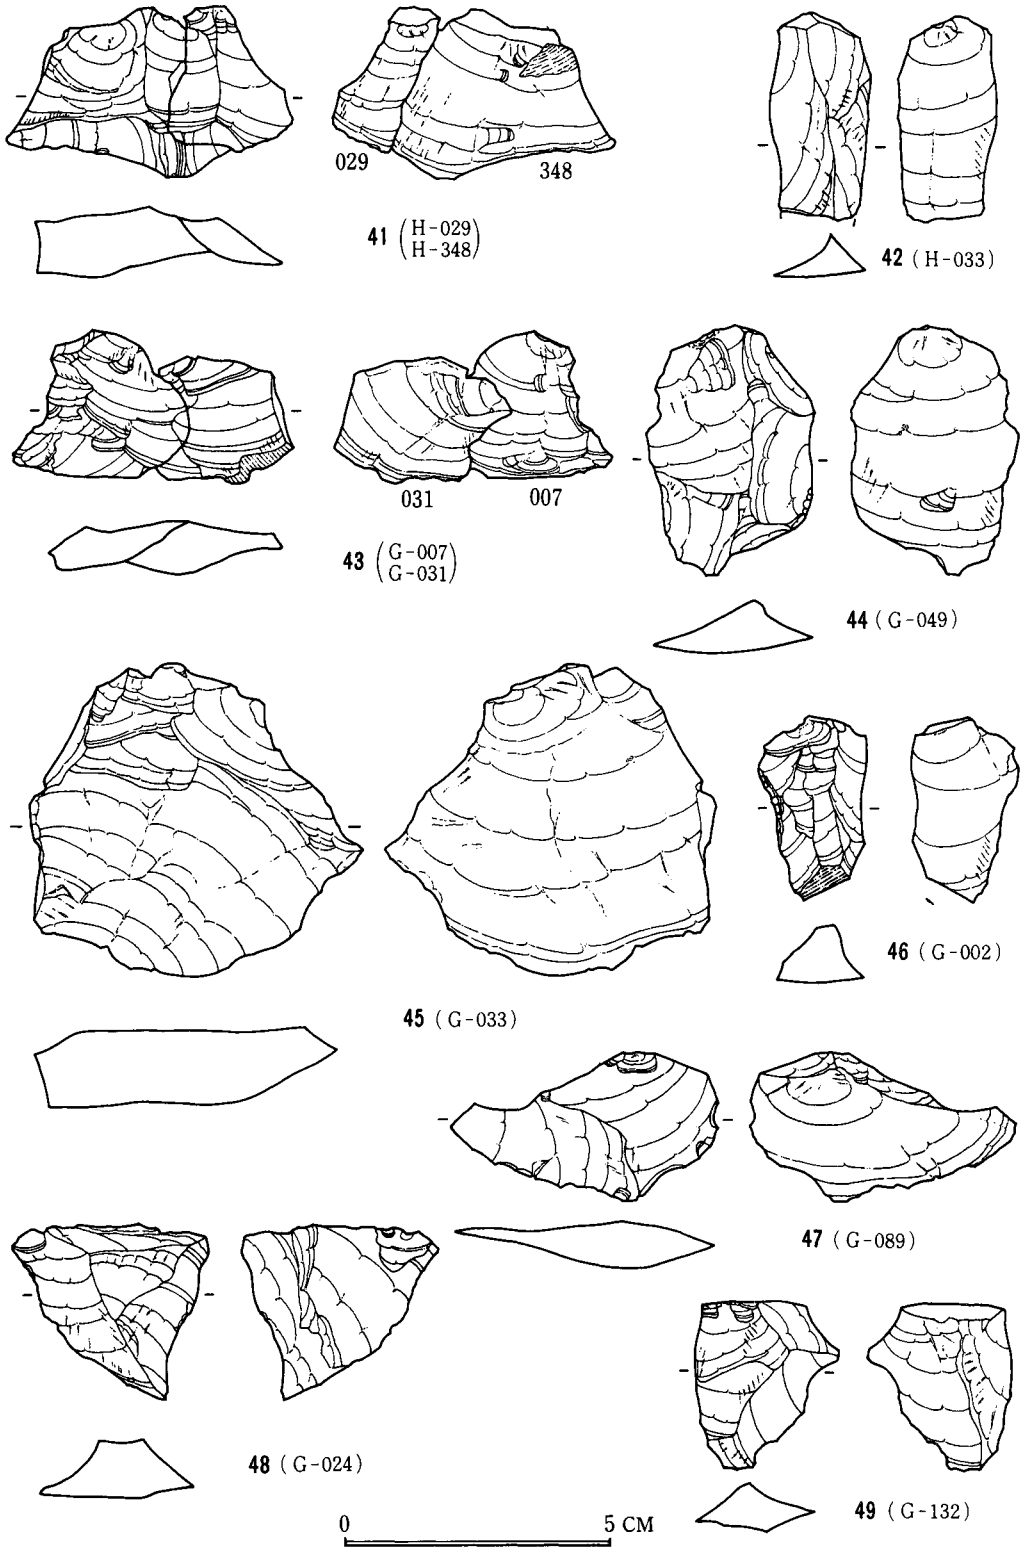 029
348
41 (H-029
H-348)
42 (H-033)
031
007
43 (G-007
G-031)
44 (G-049)
45 (G-033)
46 (G-002)
47 (G-089)
48 (G-024)
49 (G-132)
0 5 CM